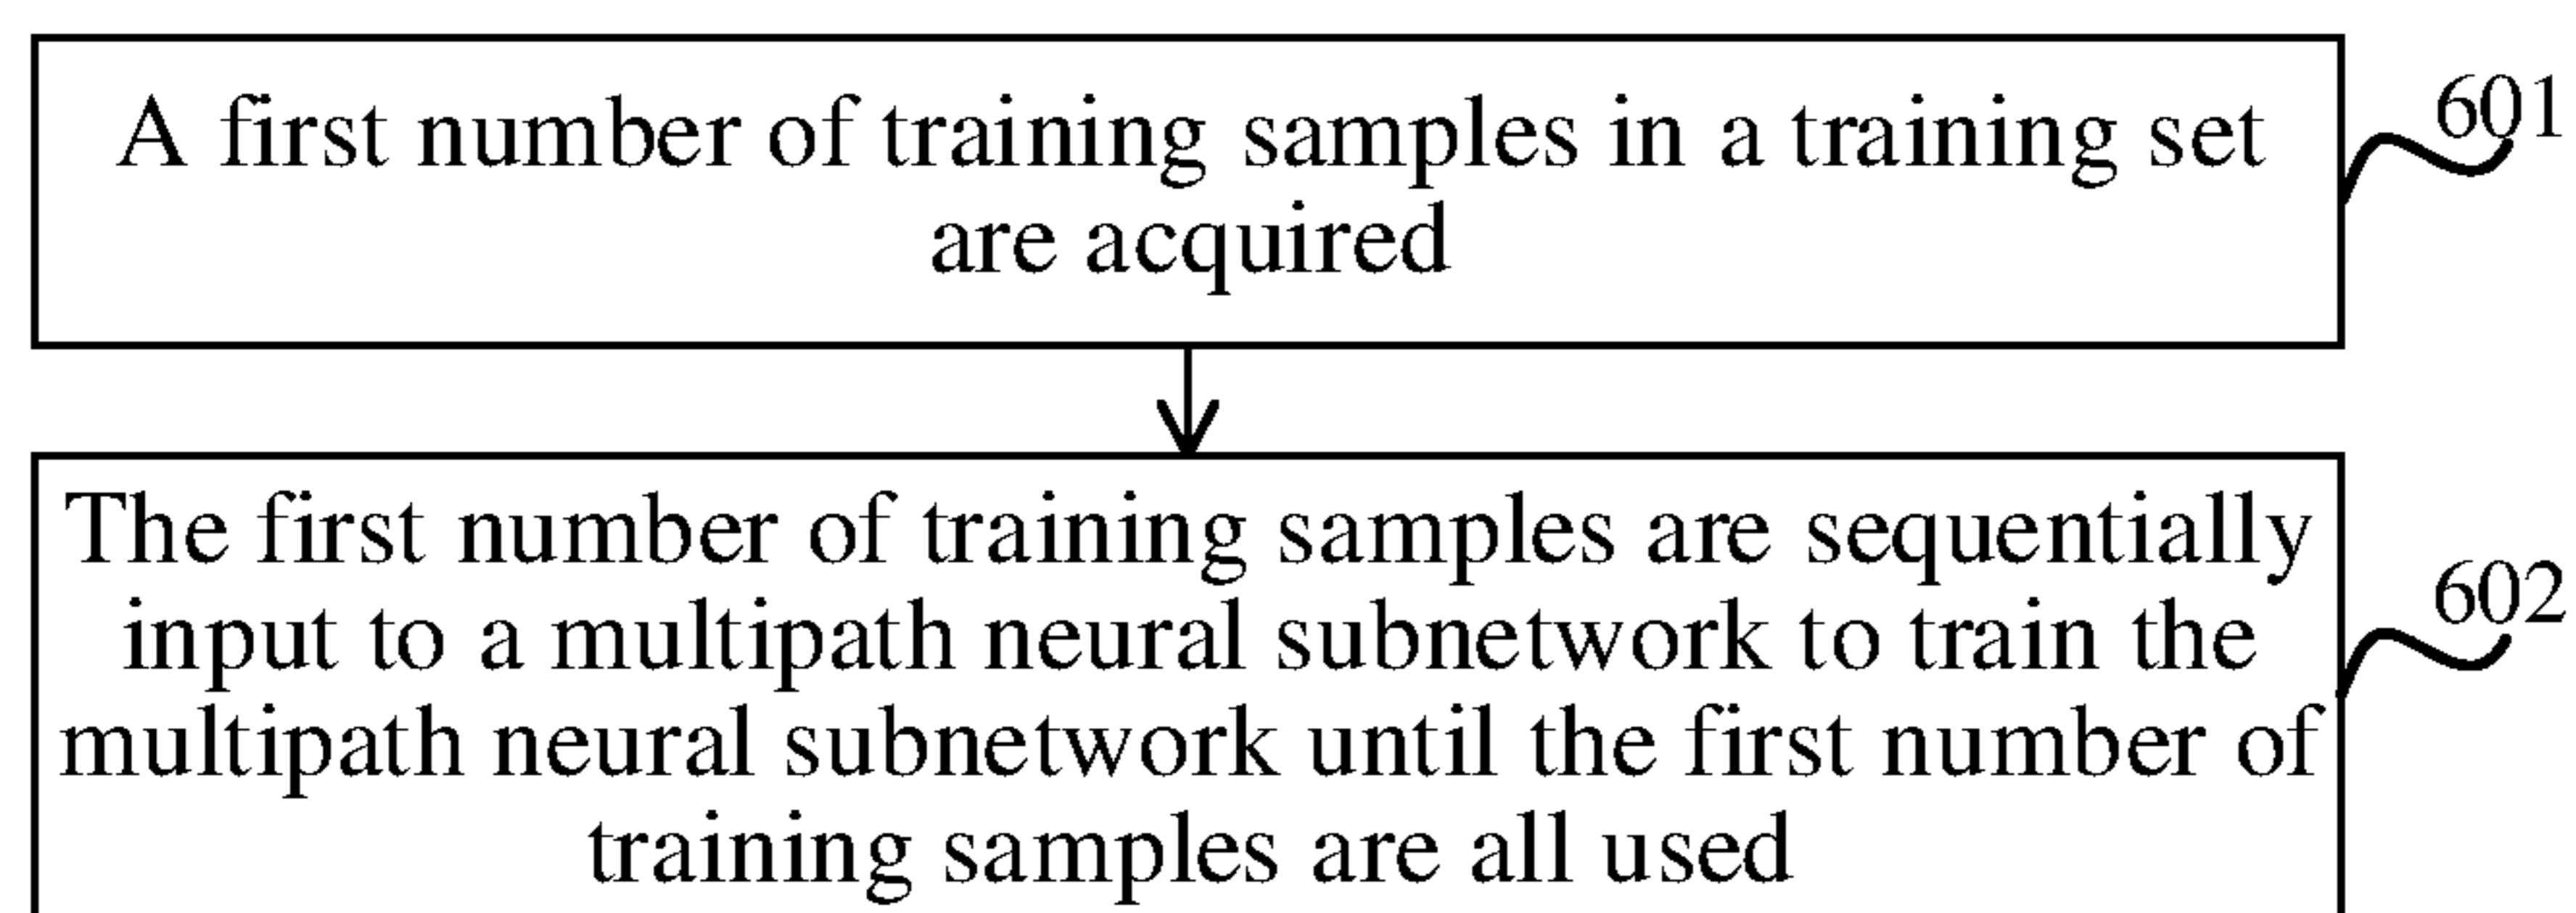 A first number of training samples in a training set
are acquired
601
The first number of training samples are sequentially
input to a multipath neural subnetwork to train the
multipath neural subnetwork until the first number of
training samples are all used
602